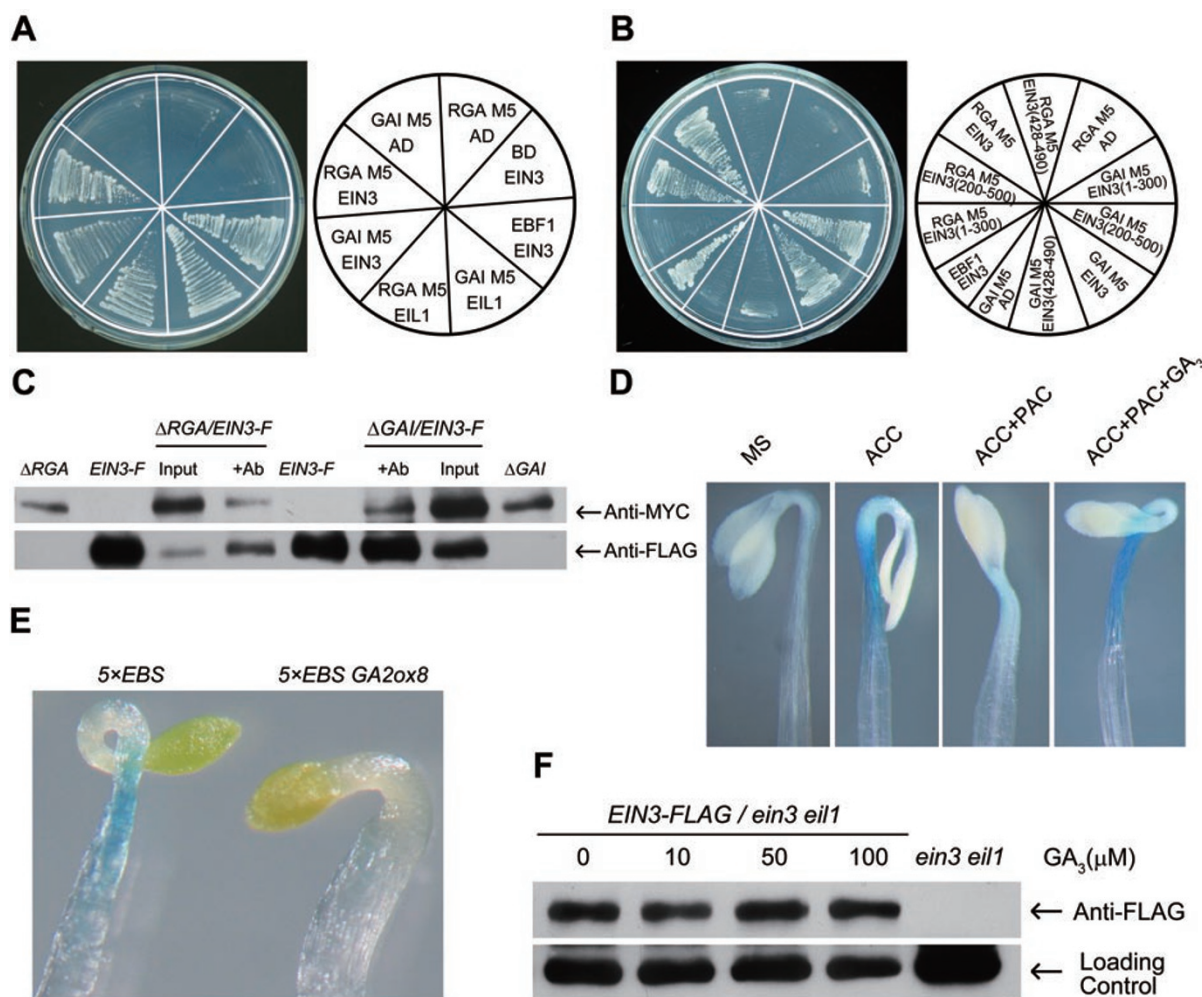 A
GAI M5
AD
RGA M5
AD
BD
EIN3
EBF1
EIN3
GAI M5
EIL1
RGA M5
EIL1
GAI M5
EIN3
RGA M5
EIN3
B
RGA M5
EIN3
RGA M5
EIN3(428-490)
RGA M5
AD
GAI M5
EIN3(1-300)
GAI M5
EIN3(200-500)
GAI M5
EIN3
GAI M5
EIN3(428-490)
GAI M5
AD
EBF1
EIN3
RGA M5
EIN3(1-300)
RGA M5
EIN3(200-500)
C
ΔRGA/EIN3-F ΔGAI/EIN3-F
ΔRGA EIN3-F Input +Ab EIN3-F +Ab Input ΔGAI
←Anti-MYC
←Anti-FLAG
D
MS
ACC
ACC+PAC
ACC+PAC+GA₃
E
5×EBS 5×EBS GA2ox8
F
EIN3-FLAG / ein3 eil1
0 10 50 100 ein3 eil1 GA₃(μM)
← Anti-FLAG
← Loading
Control